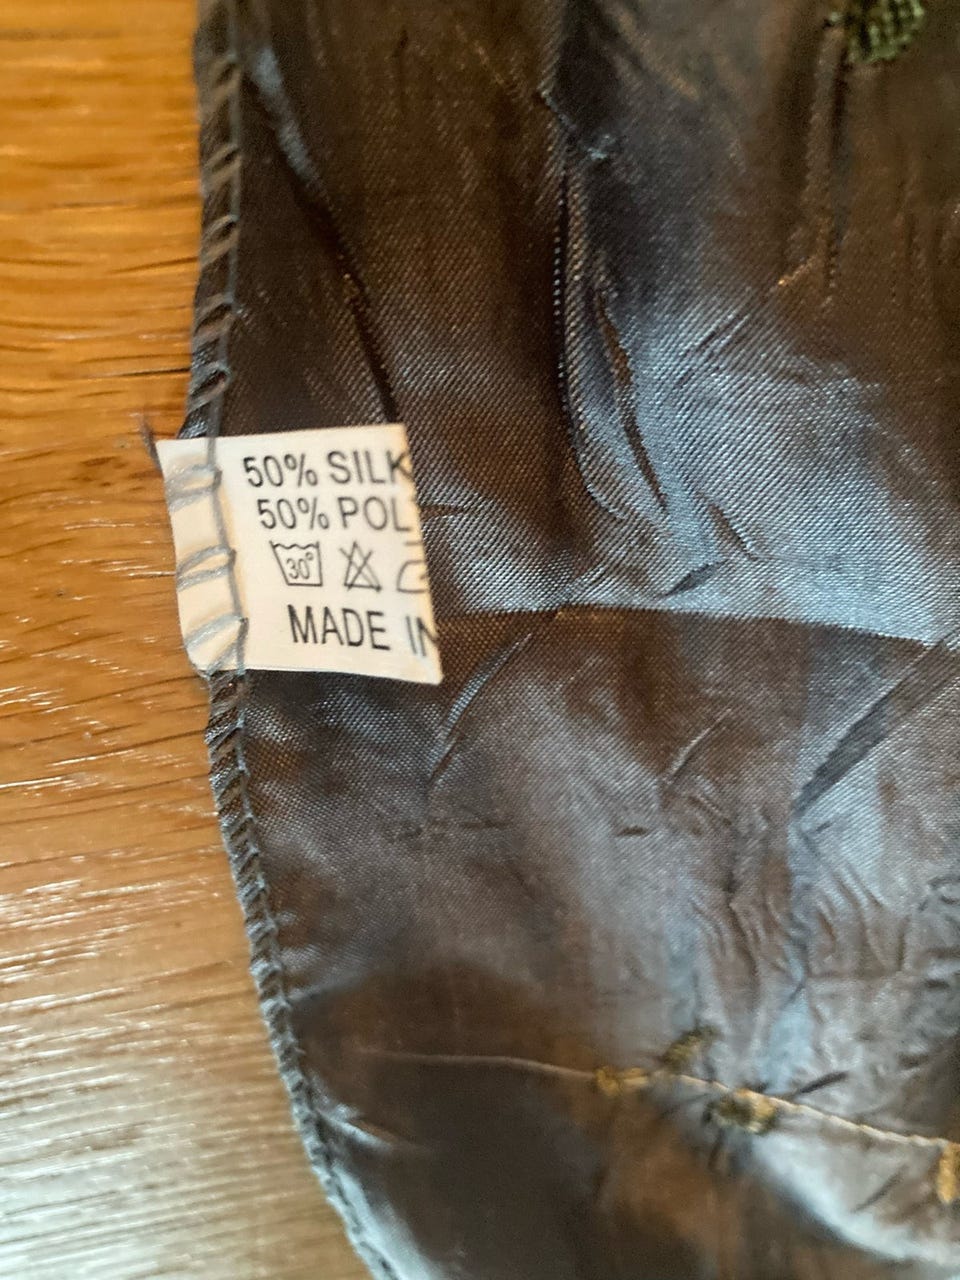 50% SILK
50% POL
30°
MADE IN